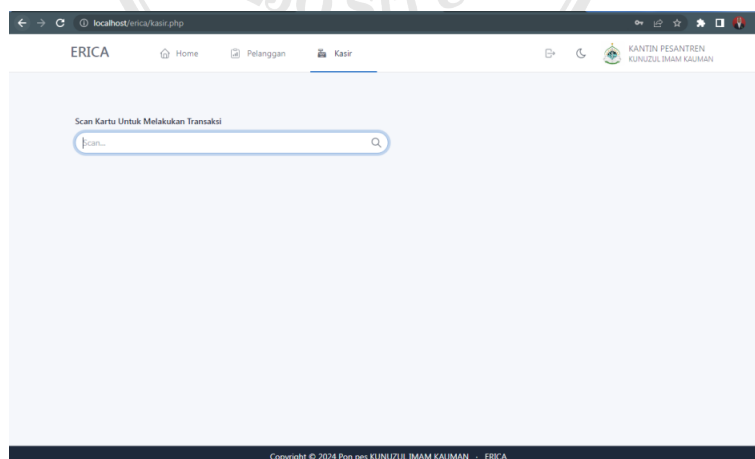 localhost/erica/kasir.php
ERICA Home Pelanggan Kasir KANTIN PESANTREN
KUNUZUL IMAM KAUMAN
Scan Kartu Untuk Melakukan Transaksi
Scan...
Copyright © 2024 Pon pes KUNUZUL IMAM KAUMAN - ERICA